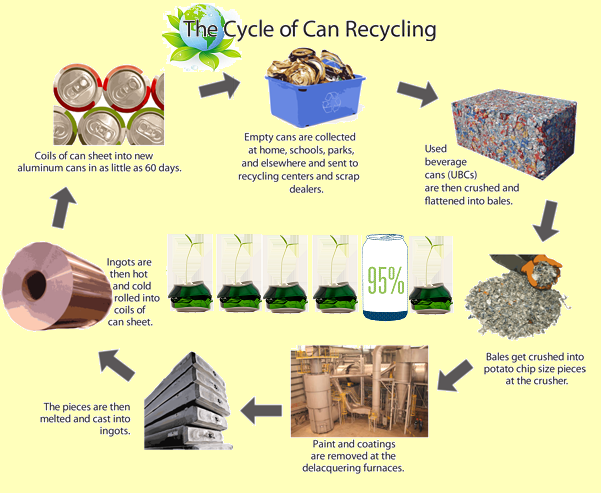 The Cycle of Can Recycling
Empty cans are collected
at home, schools, parks,
and elsewhere and sent to
recycling centers and scrap
dealers.
Used
beverage
cans (UBCs)
are then crushed and
flattened into bales.
Bales get crushed into
potato chip size pieces
at the crusher.
Paint and coatings
are removed at the
delacquering furnaces.
The pieces are then
melted and cast into
ingots.
Ingots are
then hot
and cold
rolled into
coils of
can sheet.
Coils of can sheet into new
aluminum cans in as little as 60 days.
95%